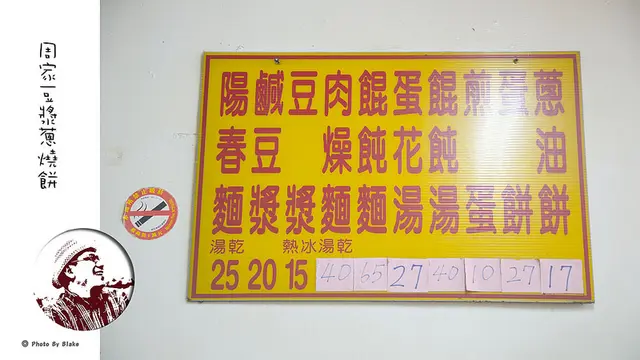 周家豆漿蔥燒餅
蔥油餅 17
蛋餅 27
煎蛋 10
餛飩湯 40
蛋花湯 27
餛飩麵 65
肉燥麵 湯乾 40
豆漿 熱冰 15
鹹豆漿 20
陽春麵 湯乾 25
© Photo By Blake